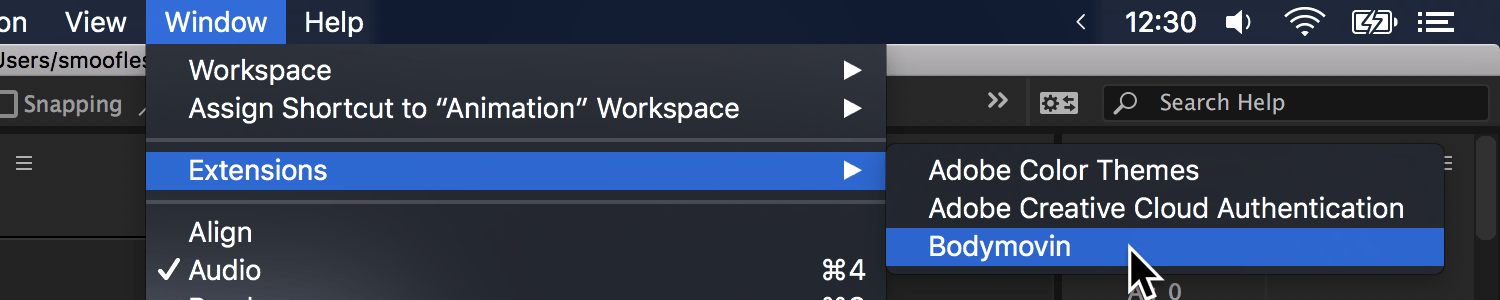 on View Window Help 12:30
Users/smoofles
Snapping
Search Help
Workspace
Assign Shortcut to “Animation” Workspace
Extensions
Adobe Color Themes
Adobe Creative Cloud Authentication
Bodymovin
Align
Audio ⌘4
0